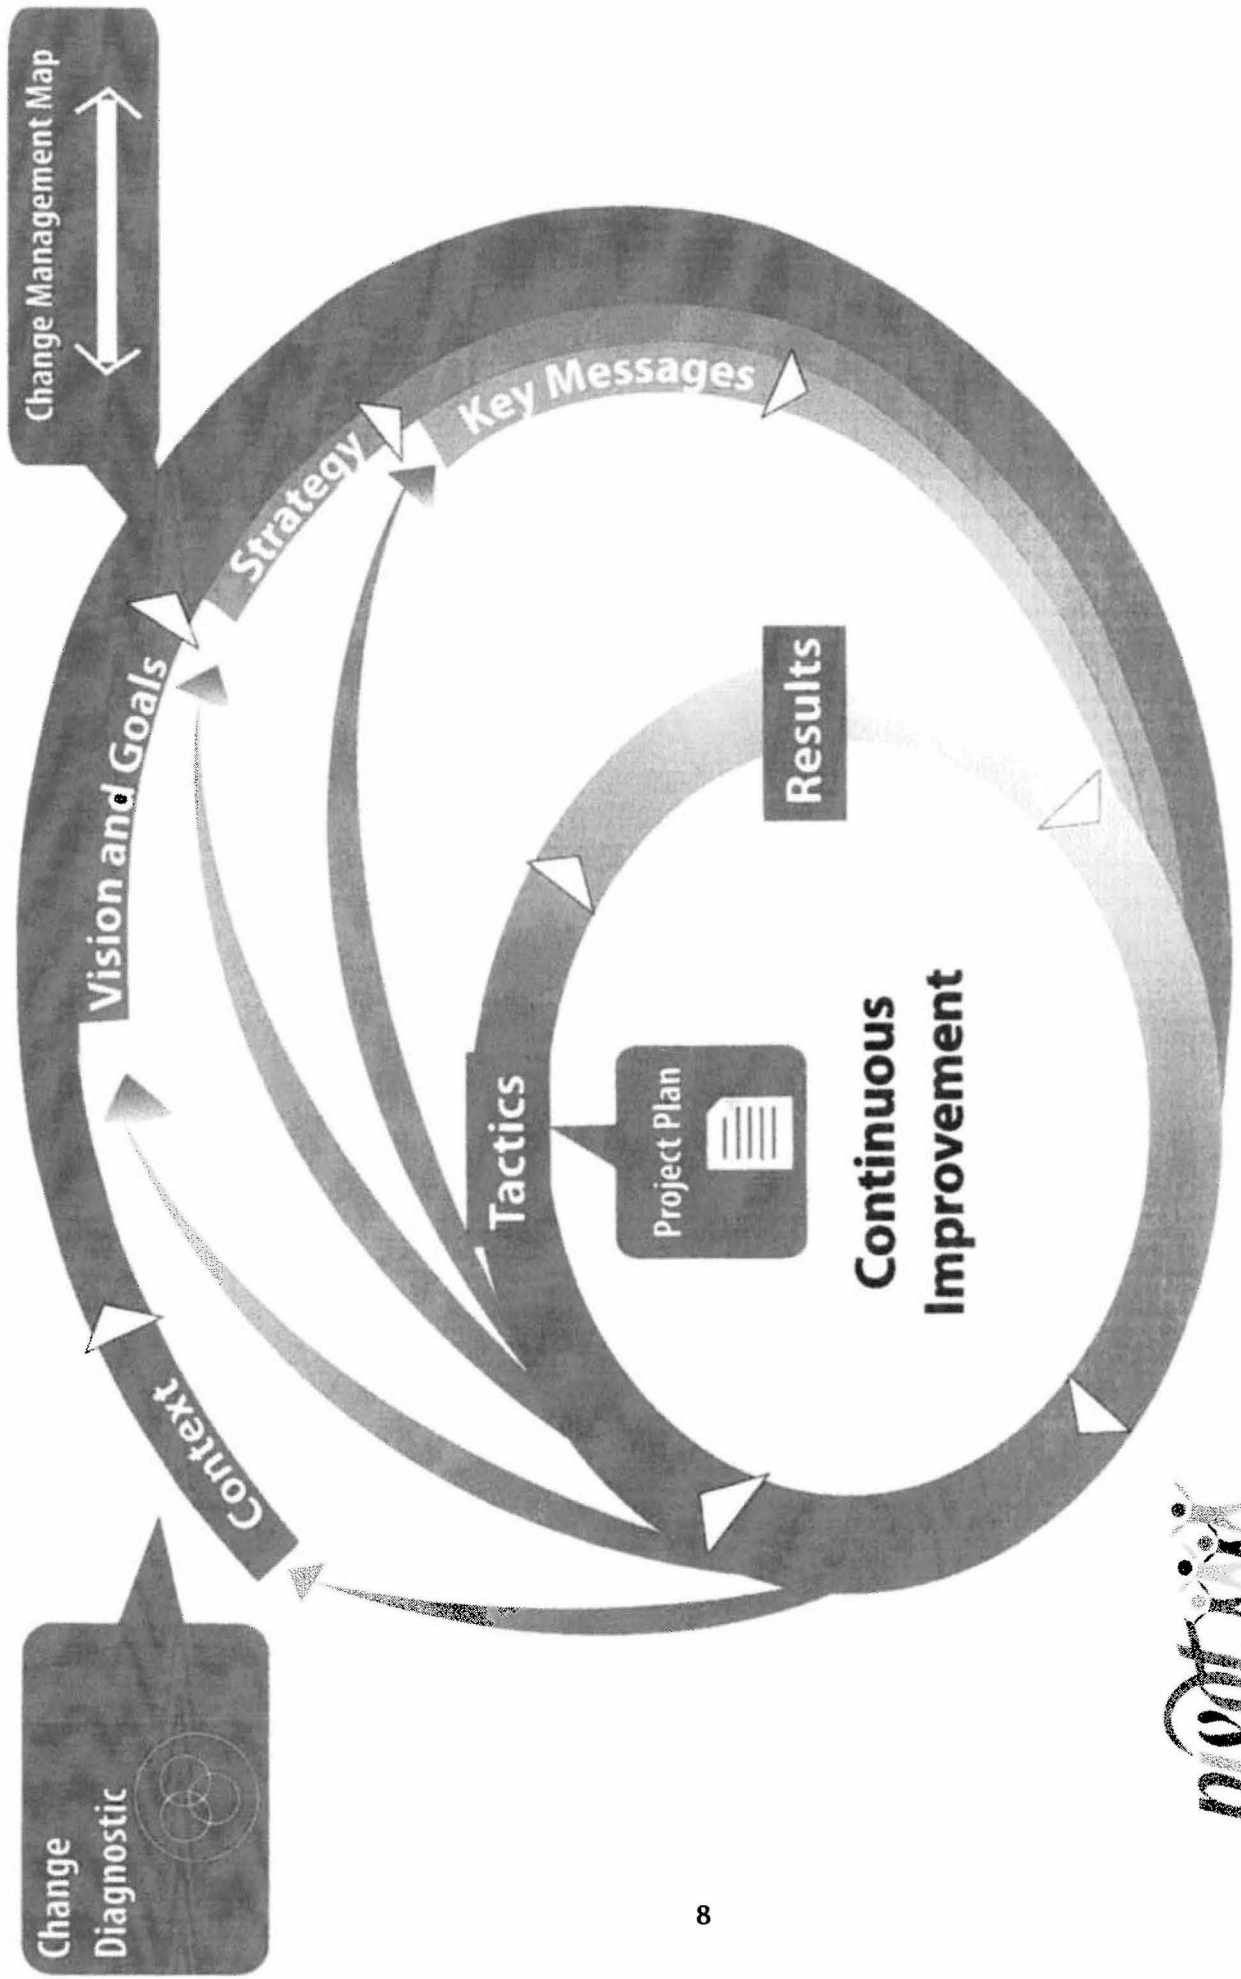 Change
Diagnostic
Context
Vision and Goals
Change Management Map
Strategy
Key Messages
Tactics
Project Plan
Results
Continuous
Improvement
8